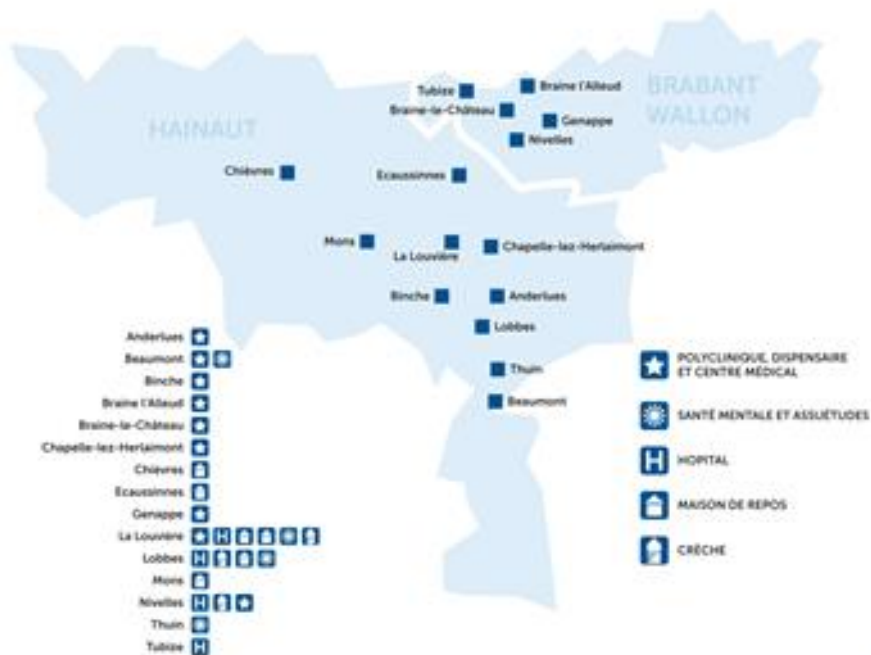 HAINAUT
BRABANT
WALLON
Tubize
Braine l'Alleud
Braine-le-Château
Genappe
Nivelles
Chièvres
Ecaussinnes
Mons
La Louvière
Chapelle-lez-Herlaimont
Binche
Anderlues
Lobbes
Thuin
Beaumont
Anderlues
Beaumont
Binche
Braine l'Alleud
Braine-le-Château
Chapelle-lez-Herlaimont
Chièvres
Ecaussinnes
Genappe
La Louvière H
Lobbes H
Mons
Nivelles H
Thuin
Tubize H
POLYCLINIQUE, DISPENSAIRE
ET CENTRE MÉDICAL
SANTÉ MENTALE ET ASSUÉTUDES
H HOPITAL
MAISON DE REPOS
CRÈCHE